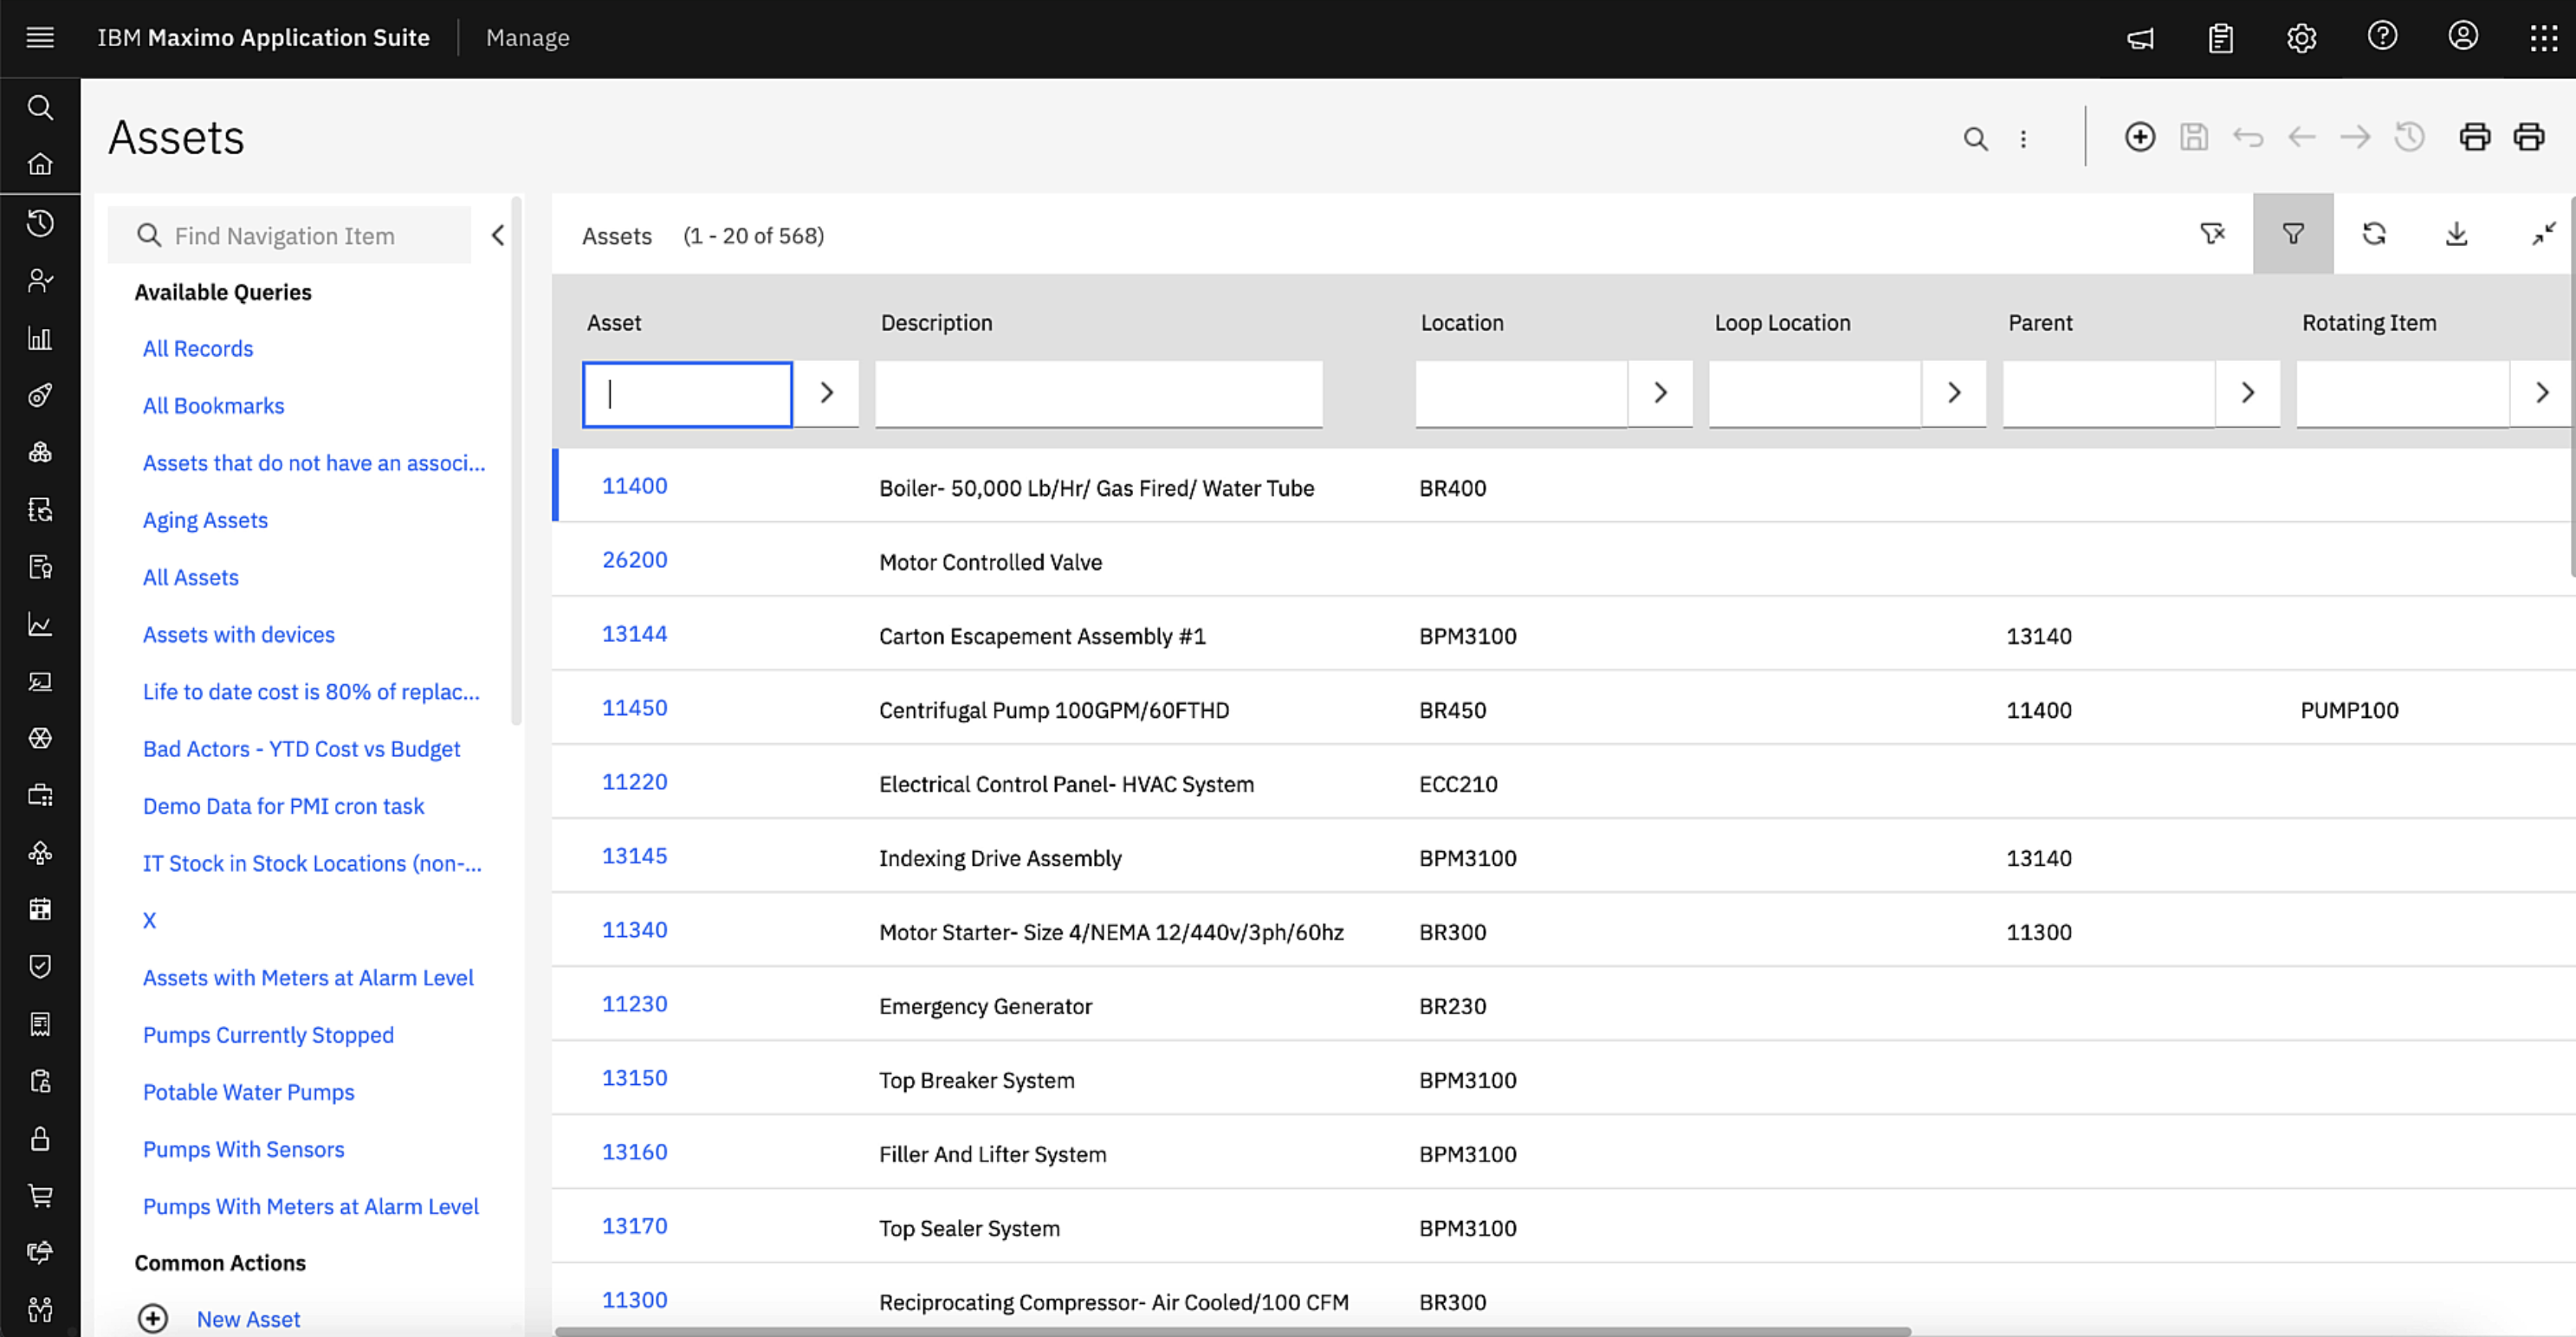 IBM Maximo Application Suite Manage
Assets
Find Navigation Item
Available Queries
All Records
All Bookmarks
Assets that do not have an associ...
Aging Assets
All Assets
Assets with devices
Life to date cost is 80% of replac...
Bad Actors - YTD Cost vs Budget
Demo Data for PMI cron task
IT Stock in Stock Locations (non-...
X
Assets with Meters at Alarm Level
Pumps Currently Stopped
Potable Water Pumps
Pumps With Sensors
Pumps With Meters at Alarm Level
Common Actions
New Asset
Assets (1 - 20 of 568)
Asset Description Location Loop Location Parent Rotating Item
11400 Boiler- 50,000 Lb/Hr/ Gas Fired/ Water Tube BR400
26200 Motor Controlled Valve
13144 Carton Escapement Assembly #1 BPM3100 13140
11450 Centrifugal Pump 100GPM/60FTHD BR450 11400 PUMP100
11220 Electrical Control Panel- HVAC System ECC210
13145 Indexing Drive Assembly BPM3100 13140
11340 Motor Starter- Size 4/NEMA 12/440v/3ph/60hz BR300 11300
11230 Emergency Generator BR230
13150 Top Breaker System BPM3100
13160 Filler And Lifter System BPM3100
13170 Top Sealer System BPM3100
11300 Reciprocating Compressor- Air Cooled/100 CFM BR300